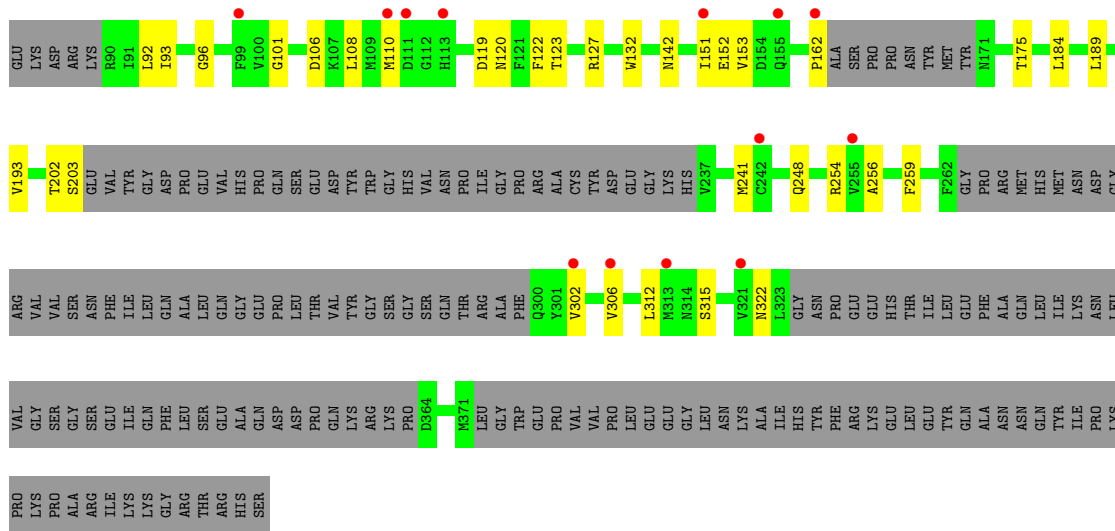 GLU LYS ASP ARG LYS R90 I91 L92 I93 G96 F99 V100 G101 D106 K107 L108 M109 M110 D111 G112 H113 D119 N120 F121 F122 T123 R127 W132 N142 I151 E152 V153 D154 Q155 P162 ALA SER PRO PRO ASN TYR MET TYR N171 T175 L184 L189
V193 T202 S203 GLU VAL TYR GLY ASP PRO GLU VAL HIS PRO GLN SER GLU ASP TYR TRP GLY HIS VAL ASN PRO ILE GLY PRO ARG ALA CYS TYR ASP GLU GLY LYS HIS V237 M241 C242 Q248 R254 V255 A256 F259 F262 GLY PRO ARG MET HIS MET ASN ASP GLY
ARG VAL VAL SER ASN PHE ILE LEU GLN ALA LEU GLN GLY GLU PRO LEU THR VAL TYR GLY SER GLY SER GLN THR ARG ALA PHE Q300 Y301 V302 V306 L312 M313 N314 S315 V321 N322 L323 GLY ASN PRO GLU GLU HIS THR ILE LEU GLU PHE ALA GLN LEU ILE LYS ASN LEU
VAL GLY SER GLY SER GLU ILE GLN PHE LEU SER GLU ALA GLN ASP ASP PRO GLN LYS ARG LYS PRO D364 M371 LEU GLY TRP GLU PRO VAL VAL PRO LEU GLU GLU GLY LEU ASN LYS ALA ILE HIS TYR PHE ARG LYS GLU LEU GLU TYR GLN ALA ASN ASN GLN TYR ILE PRO LYS
PRO LYS PRO ALA ARG ILE LYS LYS GLY ARG THR ARG HIS SER